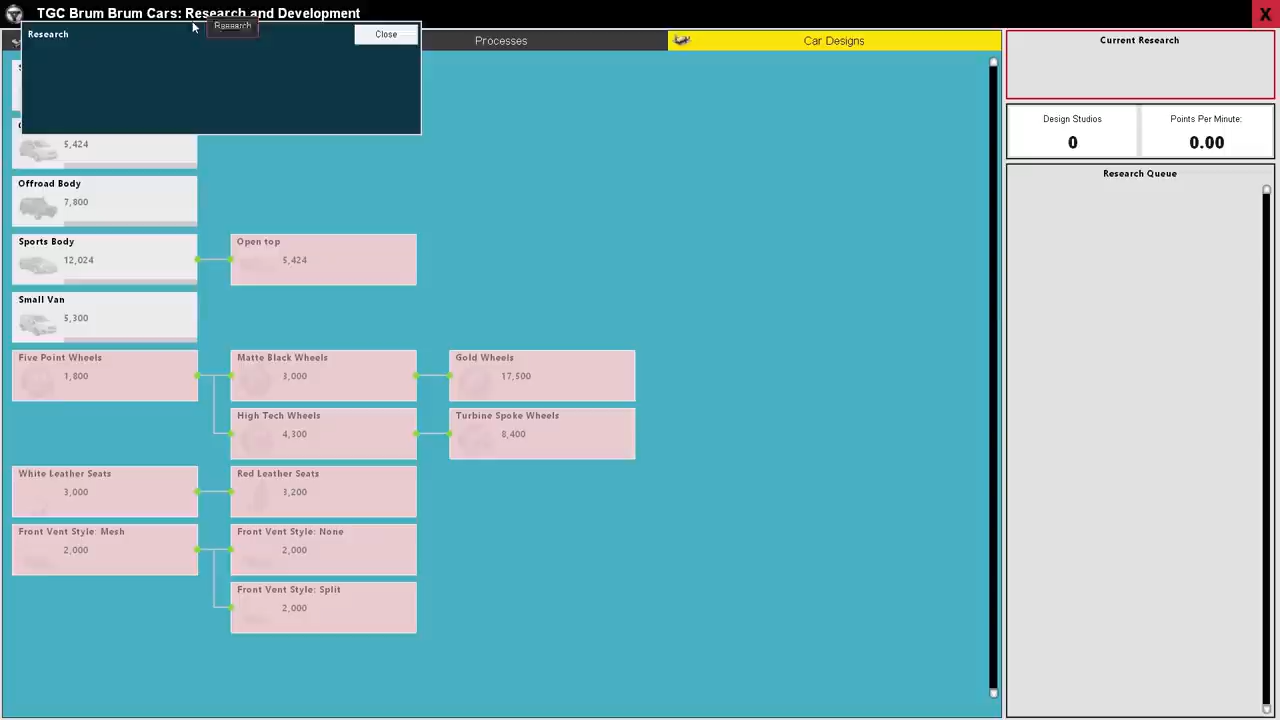 TGC Brum Brum Cars: Research and Development
X
Research
Research
Close
Processes
Car Designs
5,424
Offroad Body
7,800
Sports Body
12,024
Open top
5,424
Small Van
5,300
Five Point Wheels
1,800
Matte Black Wheels
3,000
Gold Wheels
17,500
High Tech Wheels
4,300
Turbine Spoke Wheels
8,400
White Leather Seats
3,000
Red Leather Seats
3,200
Front Vent Style: Mesh
2,000
Front Vent Style: None
2,000
Front Vent Style: Split
2,000
Current Research
Design Studios
0
Points Per Minute:
0.00
Research Queue